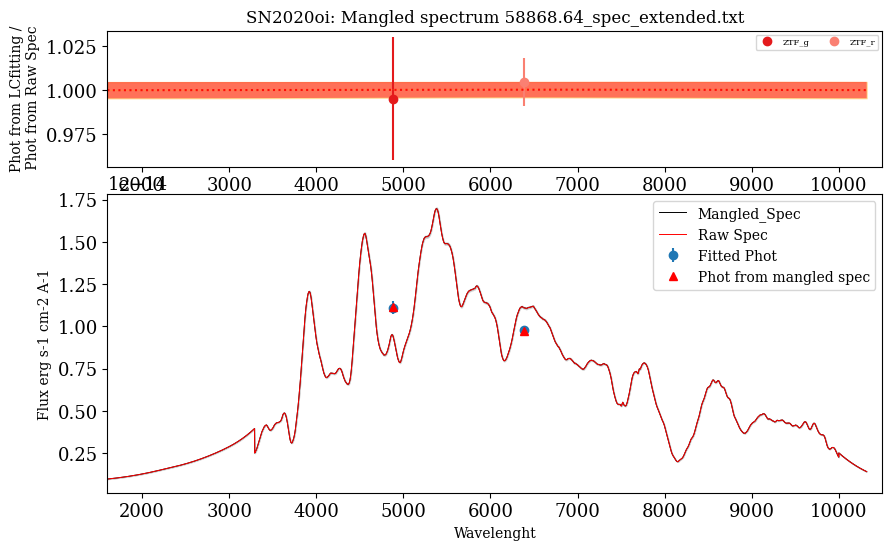 SN2020oi: Mangled spectrum 58868.64_spec_extended.txt
Phot from LCfitting /
Phot from Raw Spec
1.025
1.000
0.975
ZTF_g ZTF_r
2000 3000 4000 5000 6000 7000 8000 9000 10000
1e−14
Flux erg s-1 cm-2 A-1
1.75
1.50
1.25
1.00
0.75
0.50
0.25
Mangled_Spec
Raw Spec
Fitted Phot
Phot from mangled spec
2000 3000 4000 5000 6000 7000 8000 9000 10000
Wavelenght